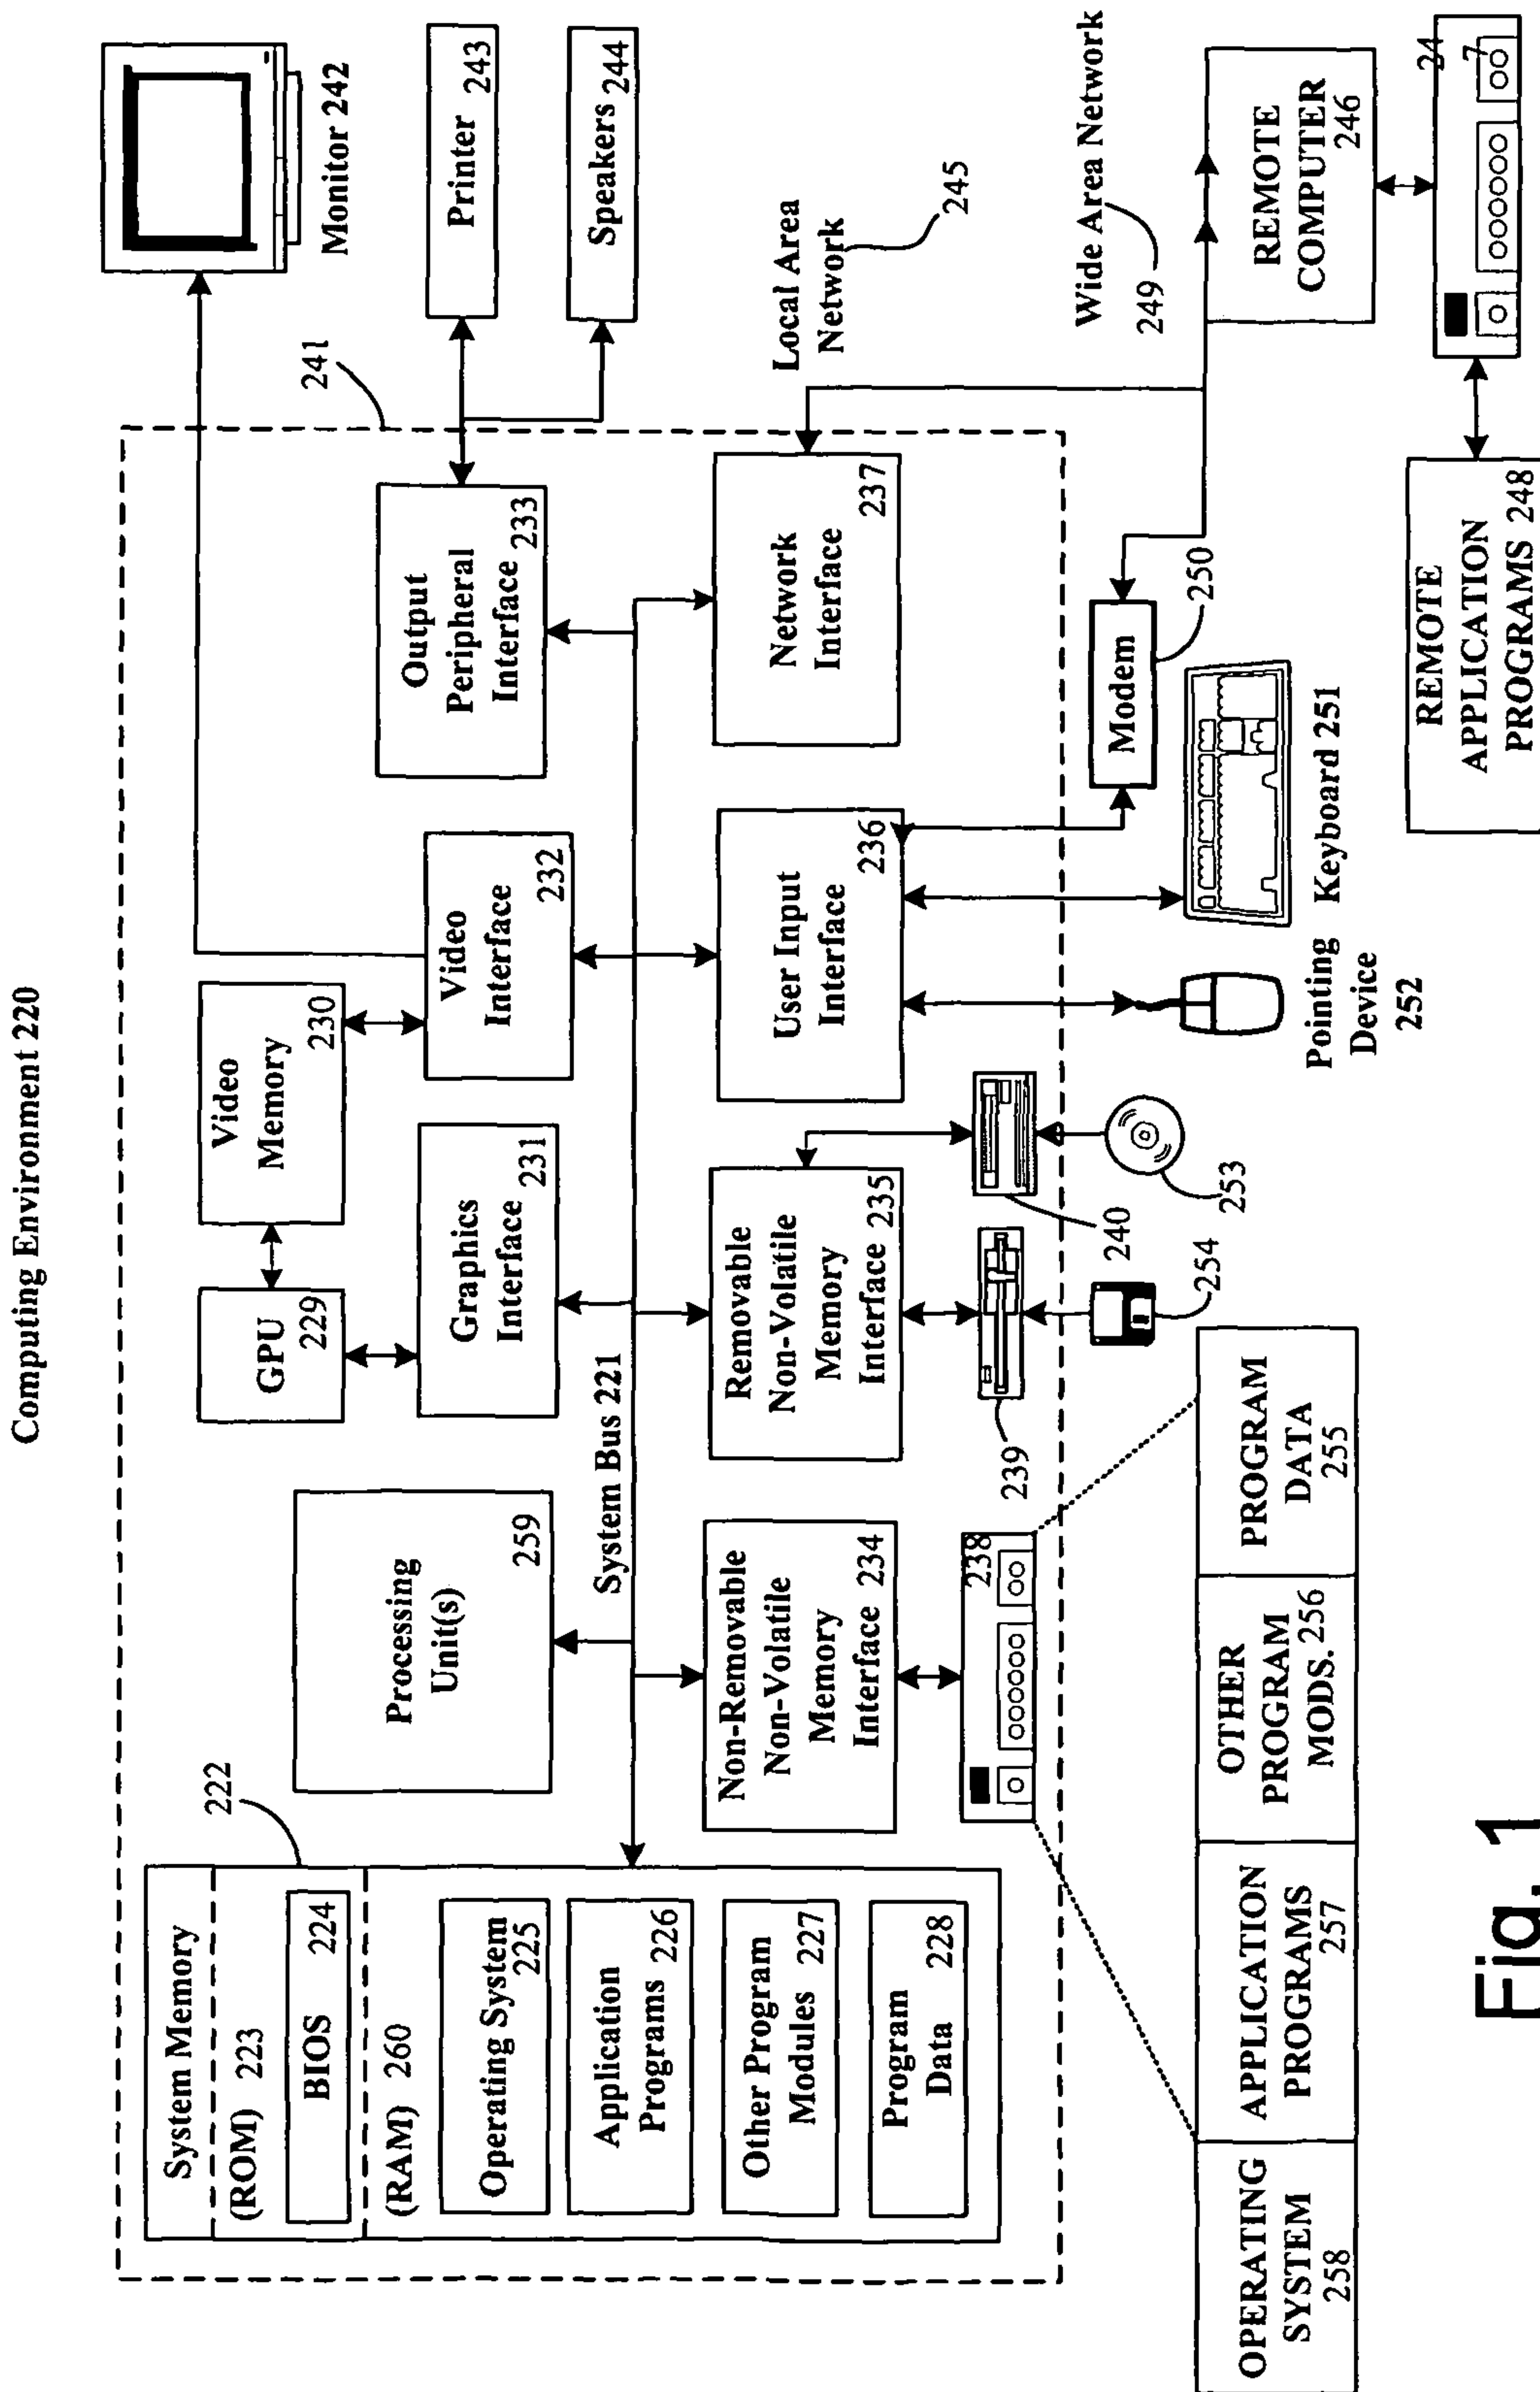 Computing Environment 220
System Memory
222
(ROM) 223
BIOS 224
(RAM) 260
Operating System
225
Application
Programs 226
Other Program
Modules 227
Program
Data 228
Processing
Unit(s)
259
System Bus 221
GPU
229
Video
Memory
230
Graphics
Interface
231
Video
Interface
232
Output
Peripheral
Interface 233
241
Monitor 242
Printer
243
Speakers 244
Non-Removable
Non-Volatile
Memory
Interface 234
Removable
Non-Volatile
Memory
Interface 235
User Input
Interface
236
Network
Interface
237
Local Area
Network
245
238
239
240
254
253
Pointing
Device
252
Keyboard 251
Modem
250
Wide Area Network
249
REMOTE
COMPUTER
246
24
7
REMOTE
APPLICATION
PROGRAMS 248
OPERATING
SYSTEM
258
APPLICATION
PROGRAMS
257
OTHER
PROGRAM
MODS. 256
PROGRAM
DATA
255
Fig. 1